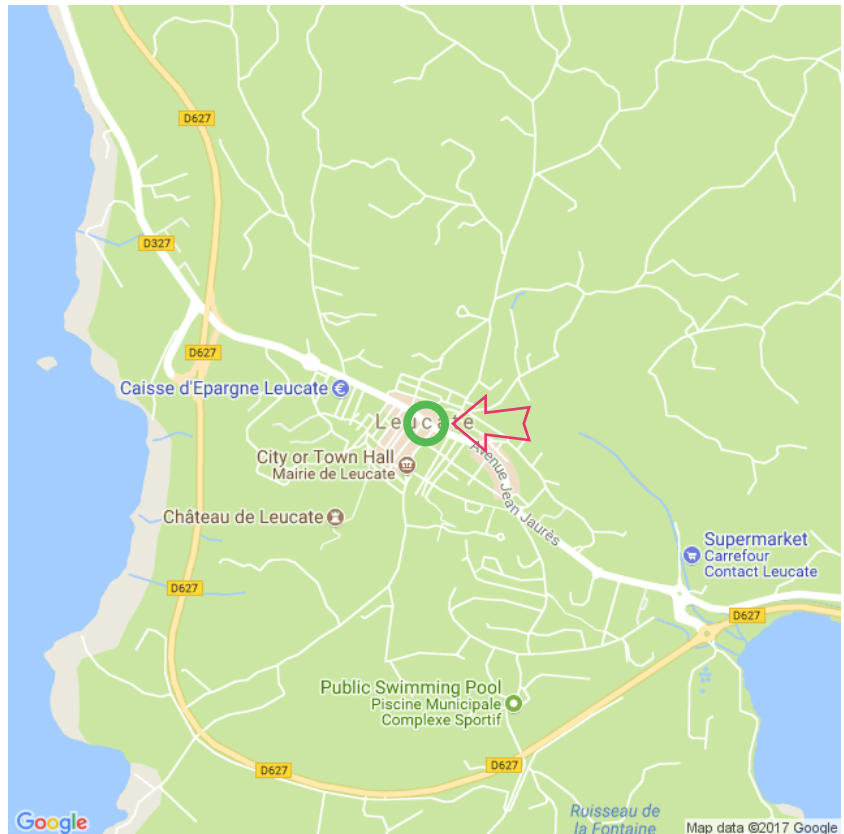 D627
D327
D627
Caisse d'Epargne Leucate
Leucate
City or Town Hall
Mairie de Leucate
Avenue Jean Jaurès
Château de Leucate
Supermarket
Carrefour
Contact Leucate
D627
D627
Public Swimming Pool
Piscine Municipale
Complexe Sportif
D627
D627
Ruisseau de
la Fontaine
Google
Map data ©2017 Google